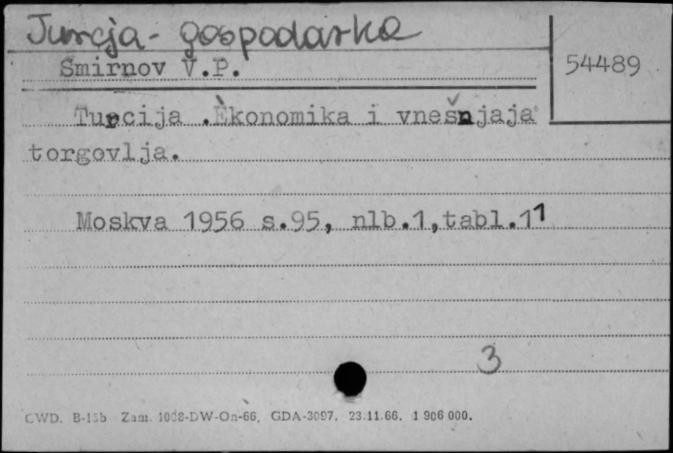 Turcja - gospodarka
54489
Smirnov V.P.
Turcija .Èkonomika i vnešnjaja
torgovlja.
Moskva 1956 s.95, nlb.1,tabl.11
3
CWD. B-15b Zam. 1038-DW-On-66, GDA-3097. 23.11.66. 1 906 000.